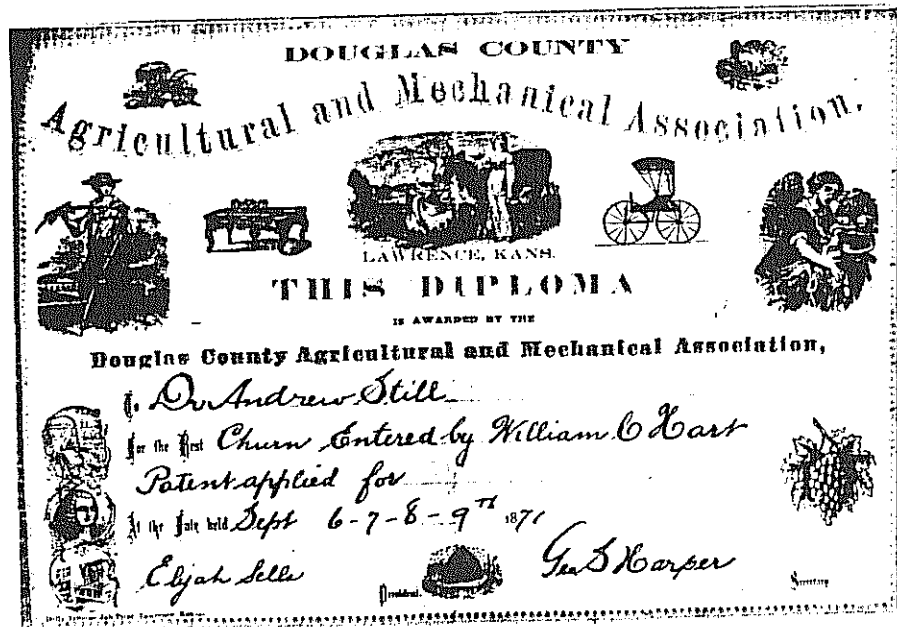 DOUGLAS COUNTY
Agricultural and Mechanical Association.
LAWRENCE, KANS.
THIS DIPLOMA
IS AWARDED BY THE
Douglas County Agricultural and Mechanical Association,
To Dr Andrew Still
For the Best Churn Entered by William C Hart
Patent applied for
At the Fair held Sept 6-7-8-9th 1871
Elijah Sells President. Geo S Harper Secretary